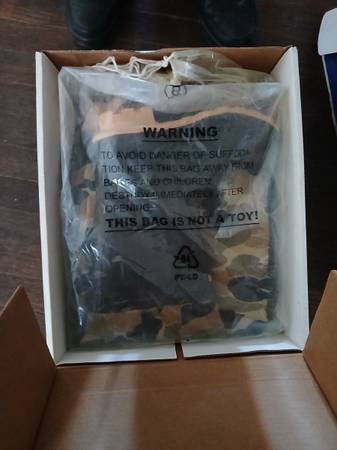 (8)
WARNING
TO AVOID DANGER OF SUFFOCA-
TION KEEP THIS BAG AWAY FROM
BABIES AND CHILDREN.
DESTROY IMMEDIATELY AFTER
OPENING.
THIS BAG IS NOT A TOY!
04
PE-LD